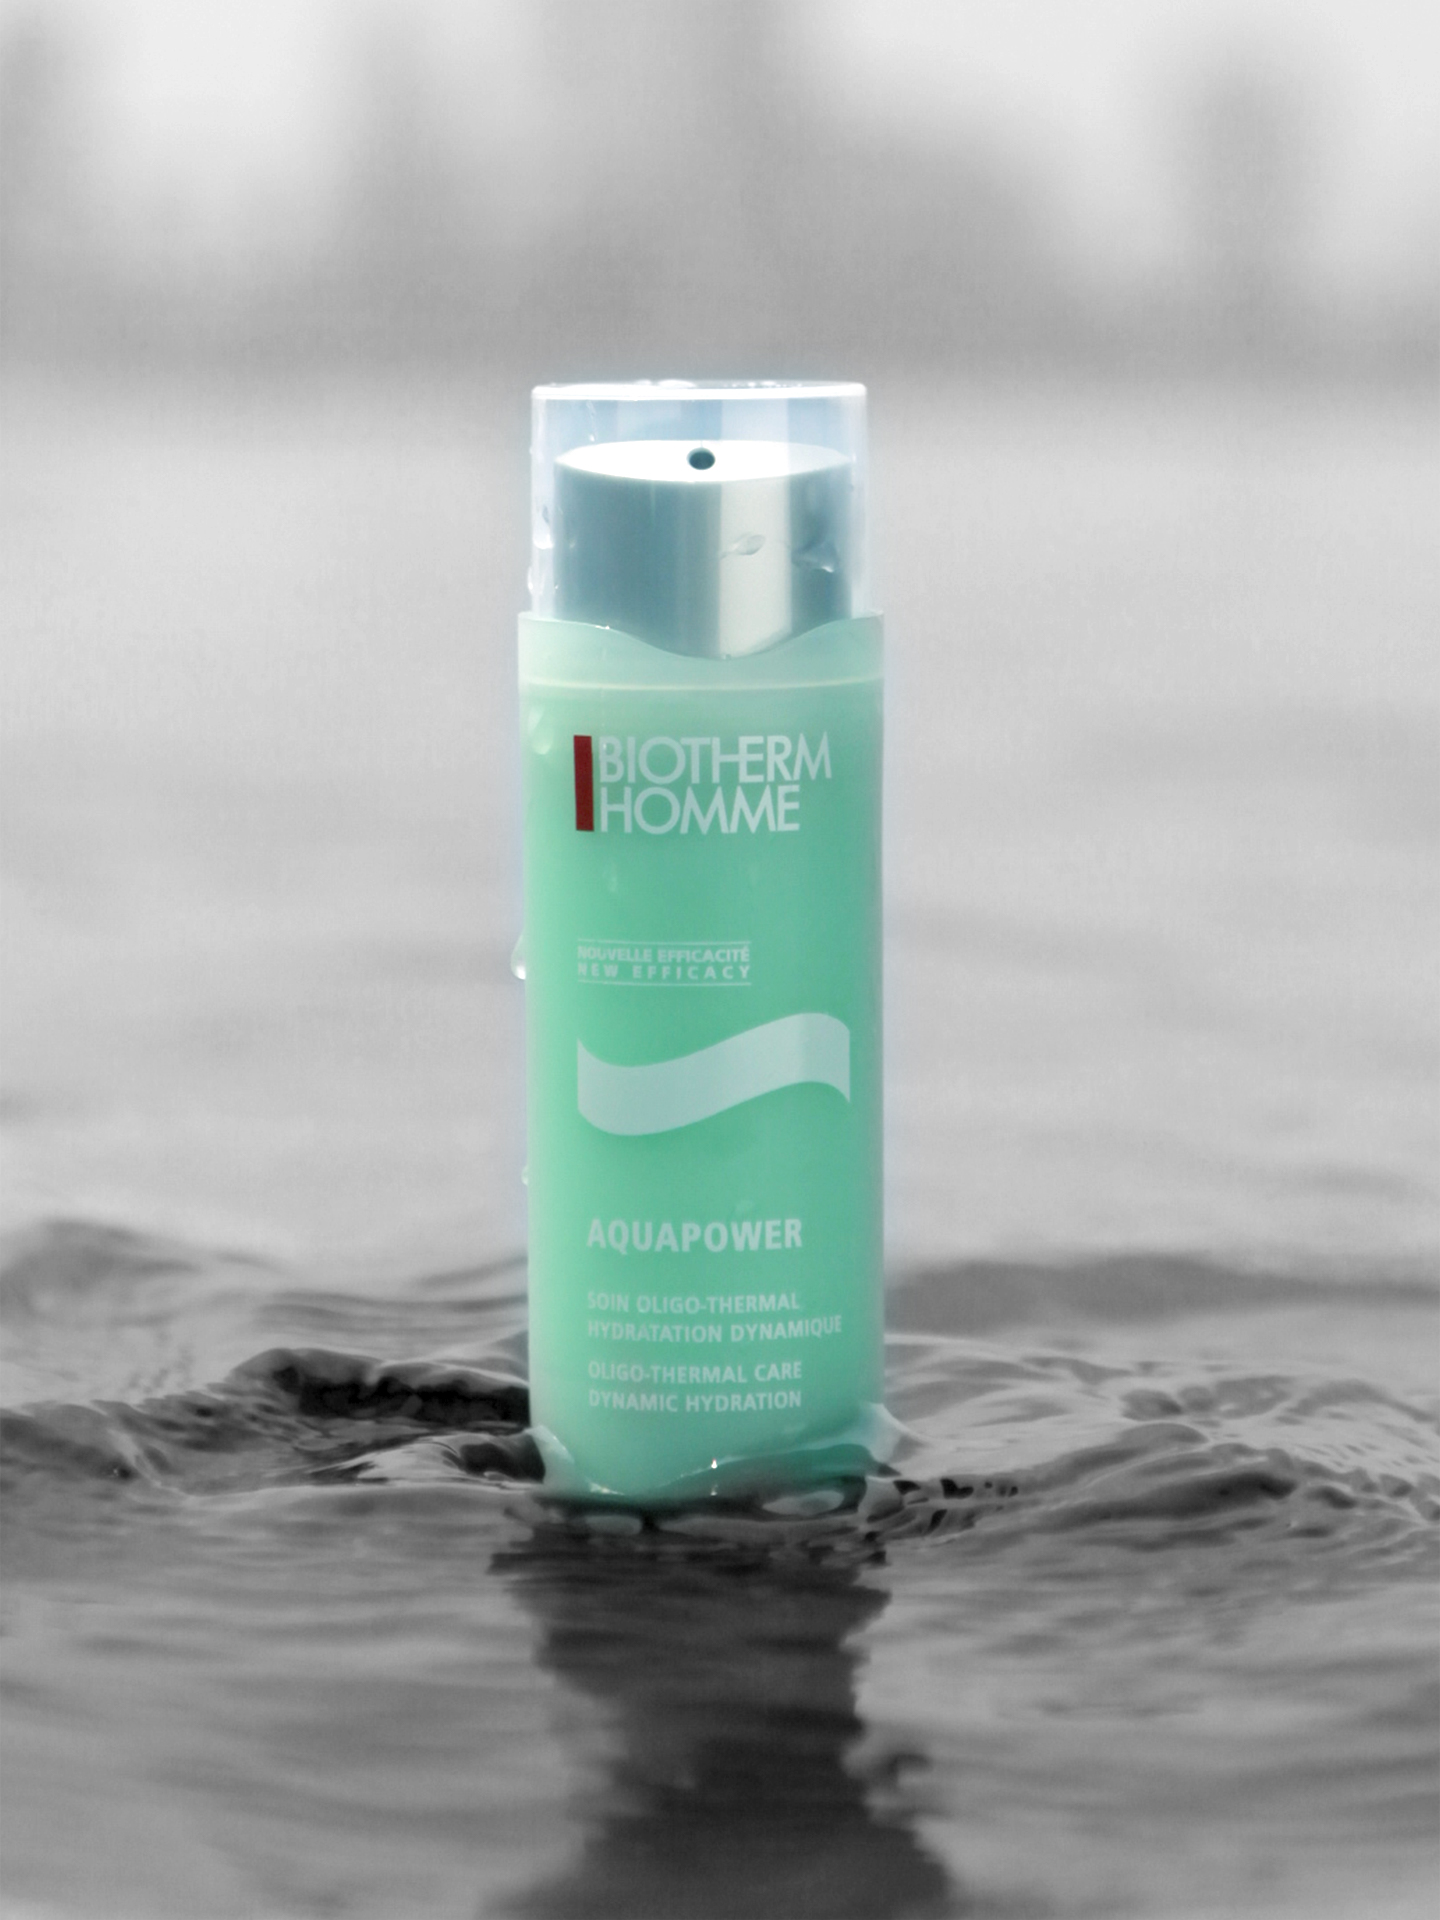 BIOTHERM
HOMME
NOUVELLE EFFICACITÉ
NEW EFFICACY
AQUAPOWER
SOIN OLIGO-THERMAL
HYDRATATION DYNAMIQUE
OLIGO-THERMAL CARE
DYNAMIC HYDRATION